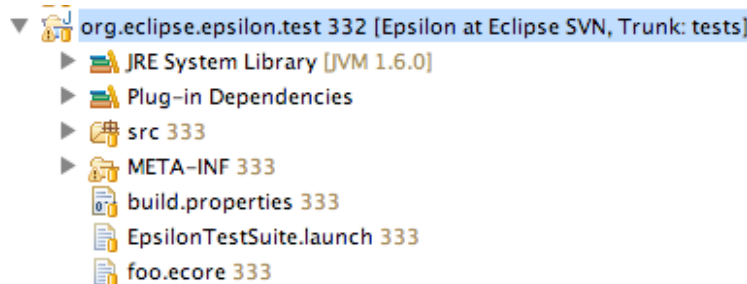 org.eclipse.epsilon.test 332 [Epsilon at Eclipse SVN, Trunk: tests]
JRE System Library [JVM 1.6.0]
Plug-in Dependencies
src 333
META-INF 333
build.properties 333
EpsilonTestSuite.launch 333
foo.ecore 333